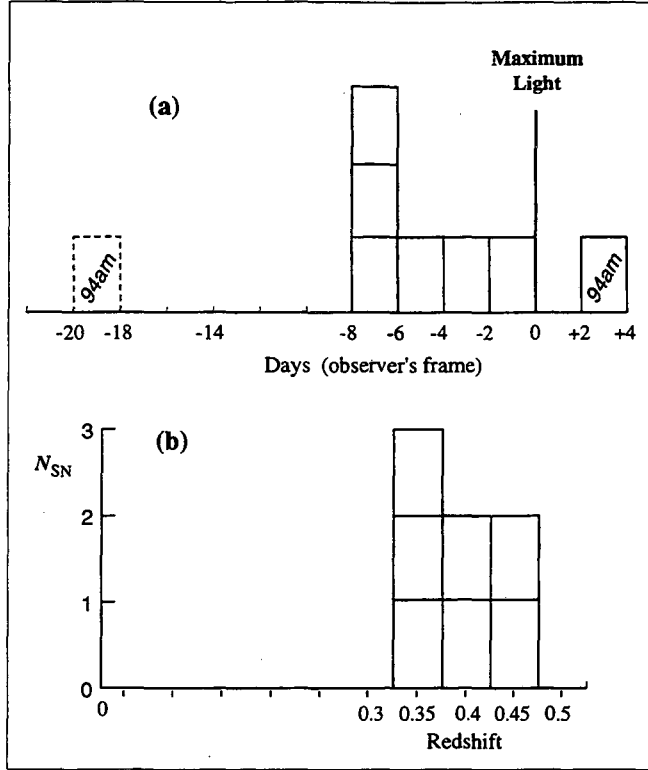 Maximum
Light
(a)
94am
94am
-20 -18 -14 -8 -6 -4 -2 0 +2 +4
Days (observer's frame)
(b)
3
N_SN
2
1
0
0 0.3 0.35 0.4 0.45 0.5
Redshift